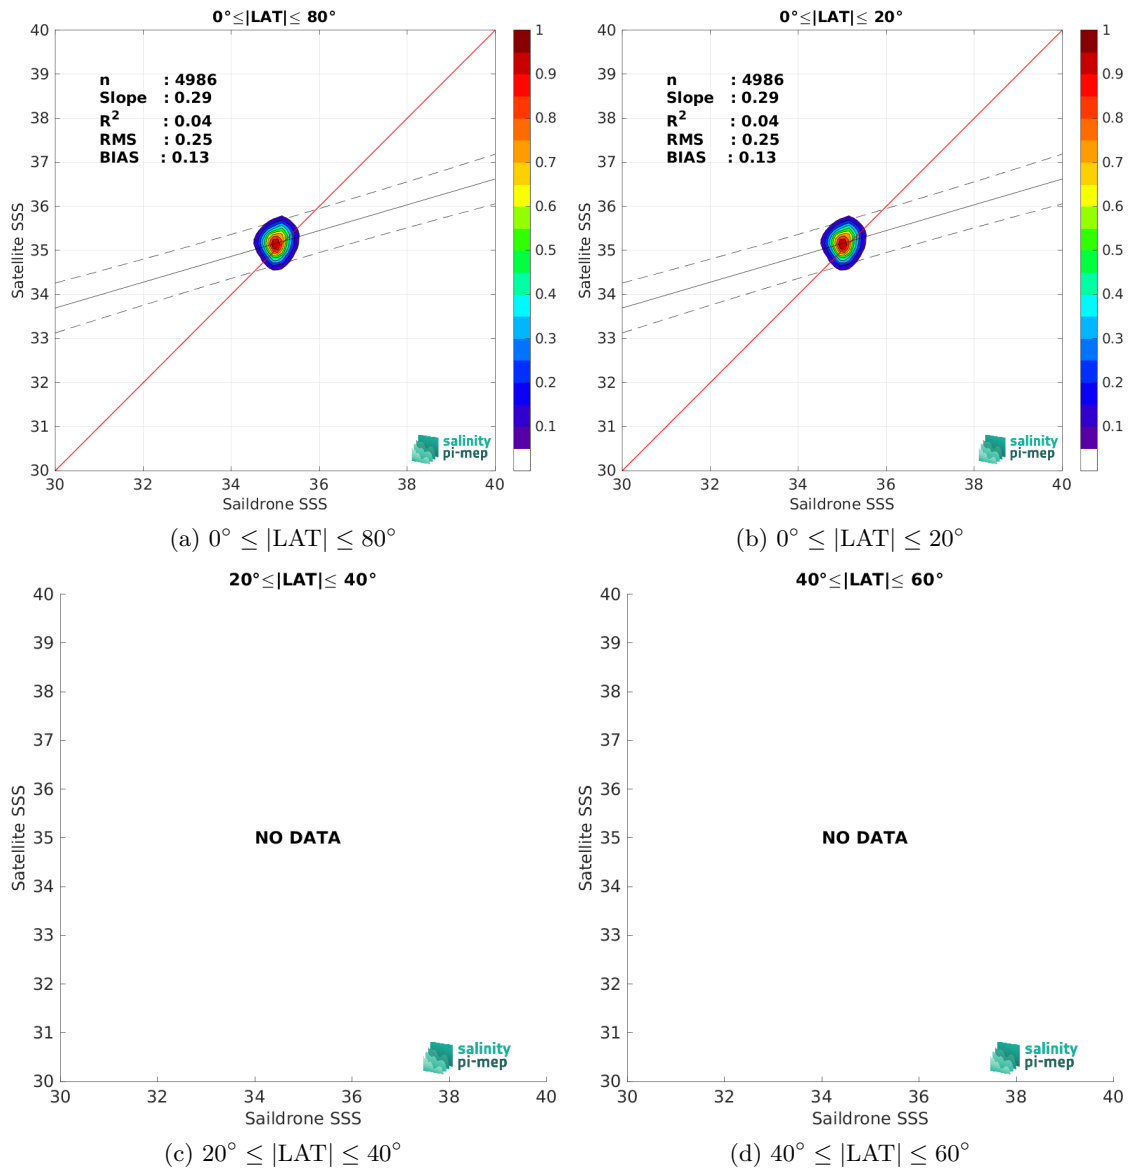 0°≤|LAT|≤ 80°
40
39
38
37
36
35
34
33
32
31
30
Satellite SSS
n : 4986
Slope : 0.29
R² : 0.04
RMS : 0.25
BIAS : 0.13
salinity
pi-mep
30 32 34 36 38 40
Saildrone SSS
1
0.9
0.8
0.7
0.6
0.5
0.4
0.3
0.2
0.1
(a) 0° ≤ |LAT| ≤ 80°
0°≤|LAT|≤ 20°
40
39
38
37
36
35
34
33
32
31
30
Satellite SSS
n : 4986
Slope : 0.29
R² : 0.04
RMS : 0.25
BIAS : 0.13
salinity
pi-mep
30 32 34 36 38 40
Saildrone SSS
1
0.9
0.8
0.7
0.6
0.5
0.4
0.3
0.2
0.1
(b) 0° ≤ |LAT| ≤ 20°
20°≤|LAT|≤ 40°
40
39
38
37
36
35
34
33
32
31
30
Satellite SSS
NO DATA
salinity
pi-mep
30 32 34 36 38 40
Saildrone SSS
(c) 20° ≤ |LAT| ≤ 40°
40°≤|LAT|≤ 60°
40
39
38
37
36
35
34
33
32
31
30
Satellite SSS
NO DATA
salinity
pi-mep
30 32 34 36 38 40
Saildrone SSS
(d) 40° ≤ |LAT| ≤ 60°